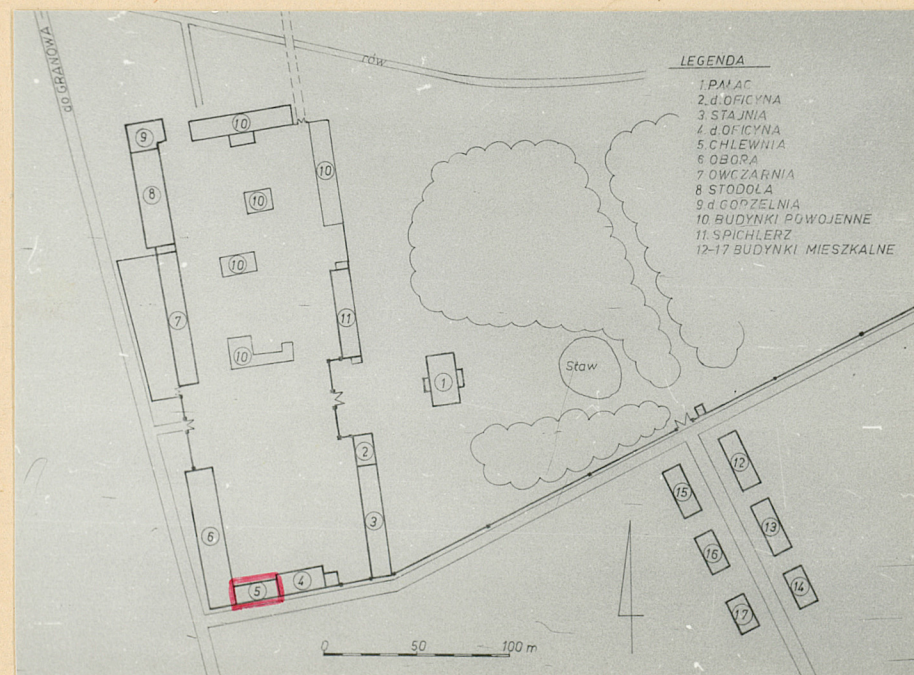 do GRANOWA
rów
LEGENDA
1. PAŁAC
2. d. OFICYNA
3. STAJNIA
4. d. OFICYNA
5. CHLEWNIA
6 OBORA
7 OWCZARNIA
8 STODOŁA
9 d. GORZELNIA
10 BUDYNKI POWOJENNE
11. SPICHLERZ
12-17 BUDYNKI MIESZKALNE
9
10
10
8
10
10
7
11
10
Staw
1
2
12
15
3
13
6
16
4
5
14
17
0 50 100 m